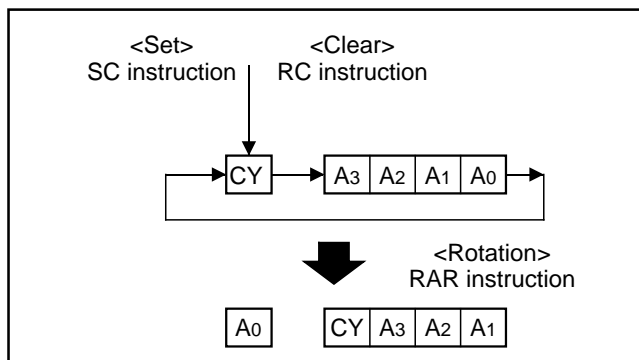 <Set> <Clear>
SC instruction RC instruction
CY A3 A2 A1 A0
<Rotation>
RAR instruction
A0 CY A3 A2 A1